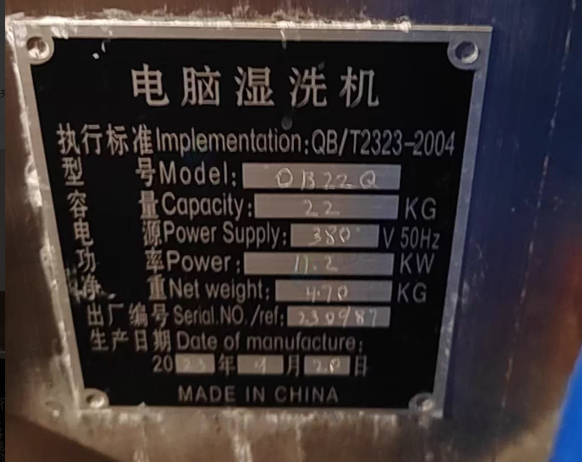 电脑湿洗机
执行标准Implementation:QB/T2323-2004
型号Model: OB22Q
容量Capacity: 22 KG
电源Power Supply: 380 V 50Hz
功率Power: 11.2 KW
净重Net weight: 470 KG
出厂编号Serial.NO./ref: 230987
生产日期Date of manufacture:
20 23 年 月 20 日
MADE IN CHINA